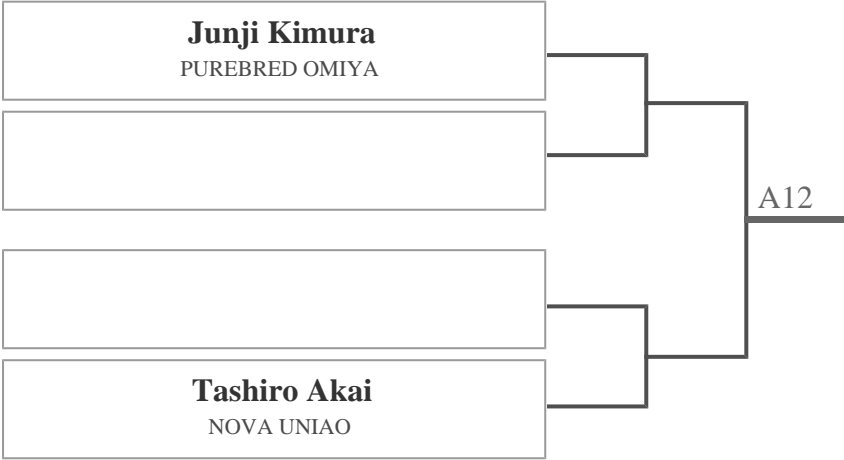 Junji Kimura
PUREBRED OMIYA
A12
Tashiro Akai
NOVA UNIAO